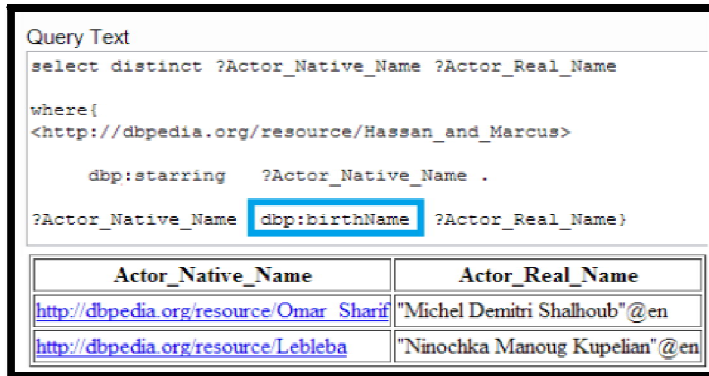 Query Text
select distinct ?Actor_Native_Name ?Actor_Real_Name
where{
<http://dbpedia.org/resource/Hassan_and_Marcus>
dbp:starring ?Actor_Native_Name .
?Actor_Native_Name dbp:birthName ?Actor_Real_Name}
Actor_Native_Name Actor_Real_Name
http://dbpedia.org/resource/Omar_Sharif "Michel Demitri Shalhoub"@en
http://dbpedia.org/resource/Lebleba "Ninochka Manoug Kupelian"@en